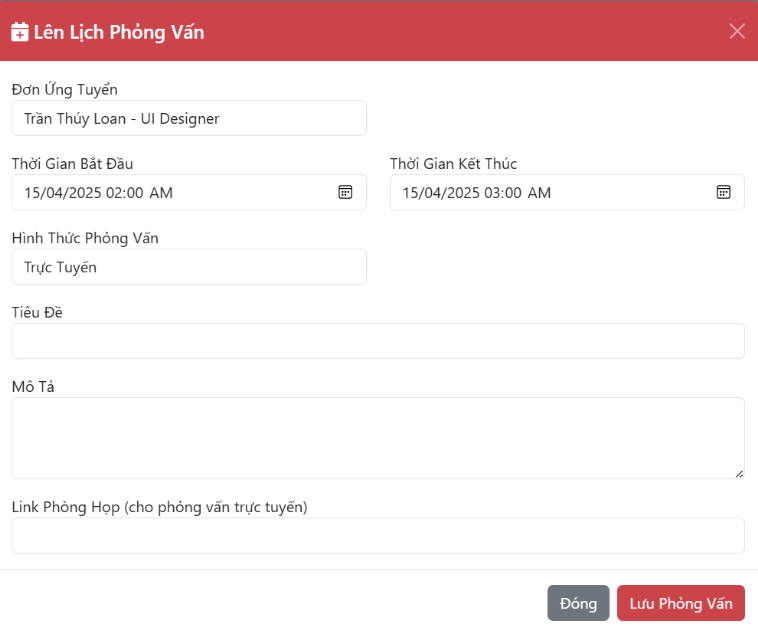 Lên Lịch Phỏng Vấn
Đơn Ứng Tuyển
Trần Thúy Loan - UI Designer
Thời Gian Bắt Đầu
Thời Gian Kết Thúc
15/04/2025 02:00 AM
15/04/2025 03:00 AM
Hình Thức Phỏng Vấn
Trực Tuyến
Tiêu Đề
Mô Tả
Link Phòng Họp (cho phỏng vấn trực tuyến)
Đóng
Lưu Phỏng Vấn